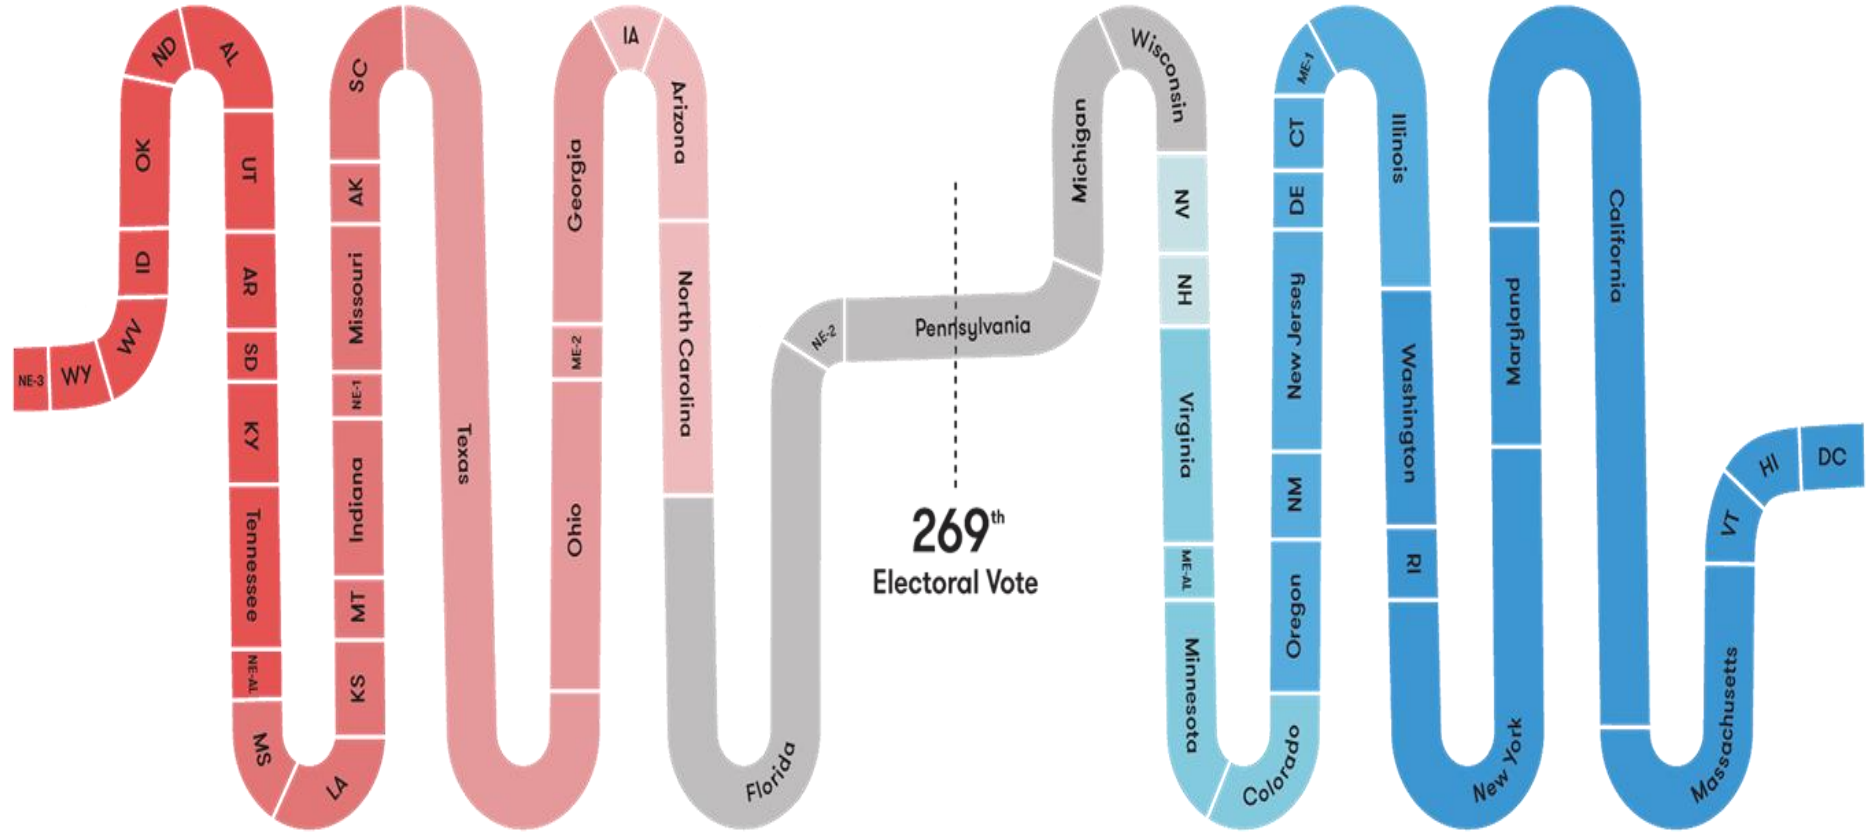 NE-3
WY
WV
ID
OK
ND
AL
UT
AR
SD
KY
Tennessee
NE-AL
MS
LA
KS
MT
Indiana
NE-1
Missouri
AK
SC
Texas
Ohio
ME-2
Georgia
IA
Arizona
North Carolina
Florida
NE-2
Pennsylvania
269th
Electoral Vote
Michigan
Wisconsin
NV
NH
Virginia
ME-AL
Minnesota
Colorado
Oregon
NM
New Jersey
DE
CT
ME-1
Illinois
Washington
RI
New York
Maryland
California
Massachusetts
VT
HI
DC